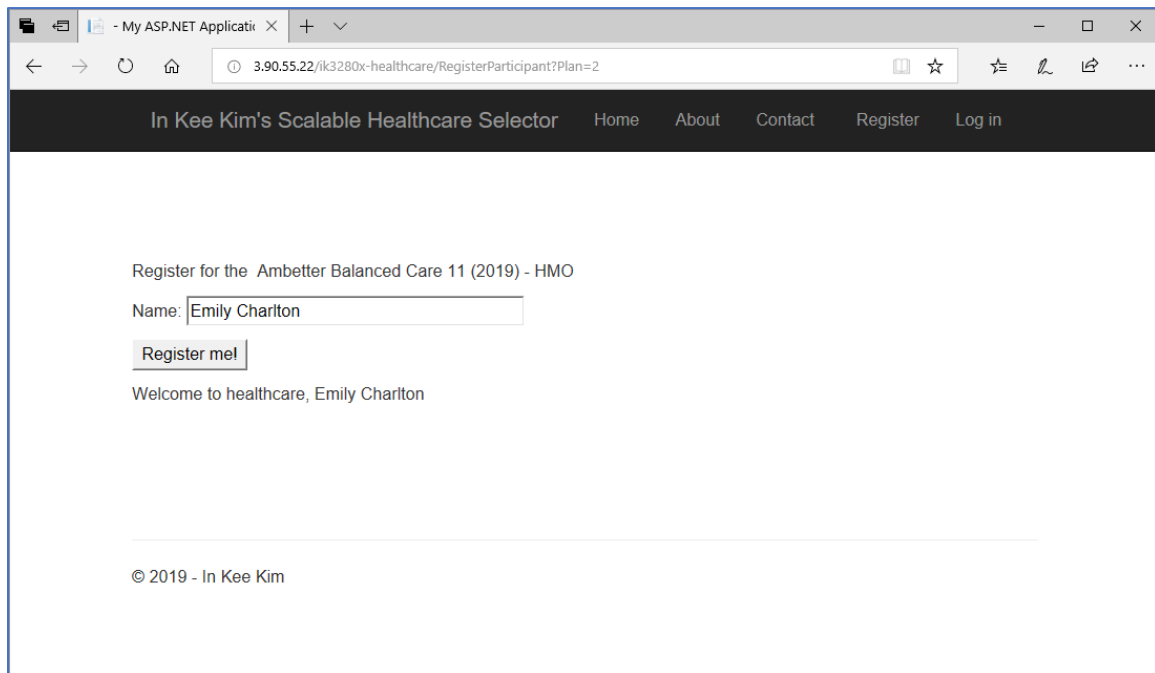 - My ASP.NET Applicatic
3.90.55.22/ik3280x-healthcare/RegisterParticipant?Plan=2
In Kee Kim's Scalable Healthcare Selector Home About Contact Register Log in
Register for the Ambetter Balanced Care 11 (2019) - HMO
Name: Emily Charlton
Register me!
Welcome to healthcare, Emily Charlton
© 2019 - In Kee Kim